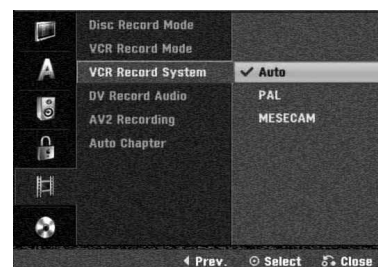 Disc Record Mode
VCR Record Mode
VCR Record System
Auto
DV Record Audio
PAL
AV2 Recording
MESECAM
Auto Chapter
A
Prev.
Select
Close